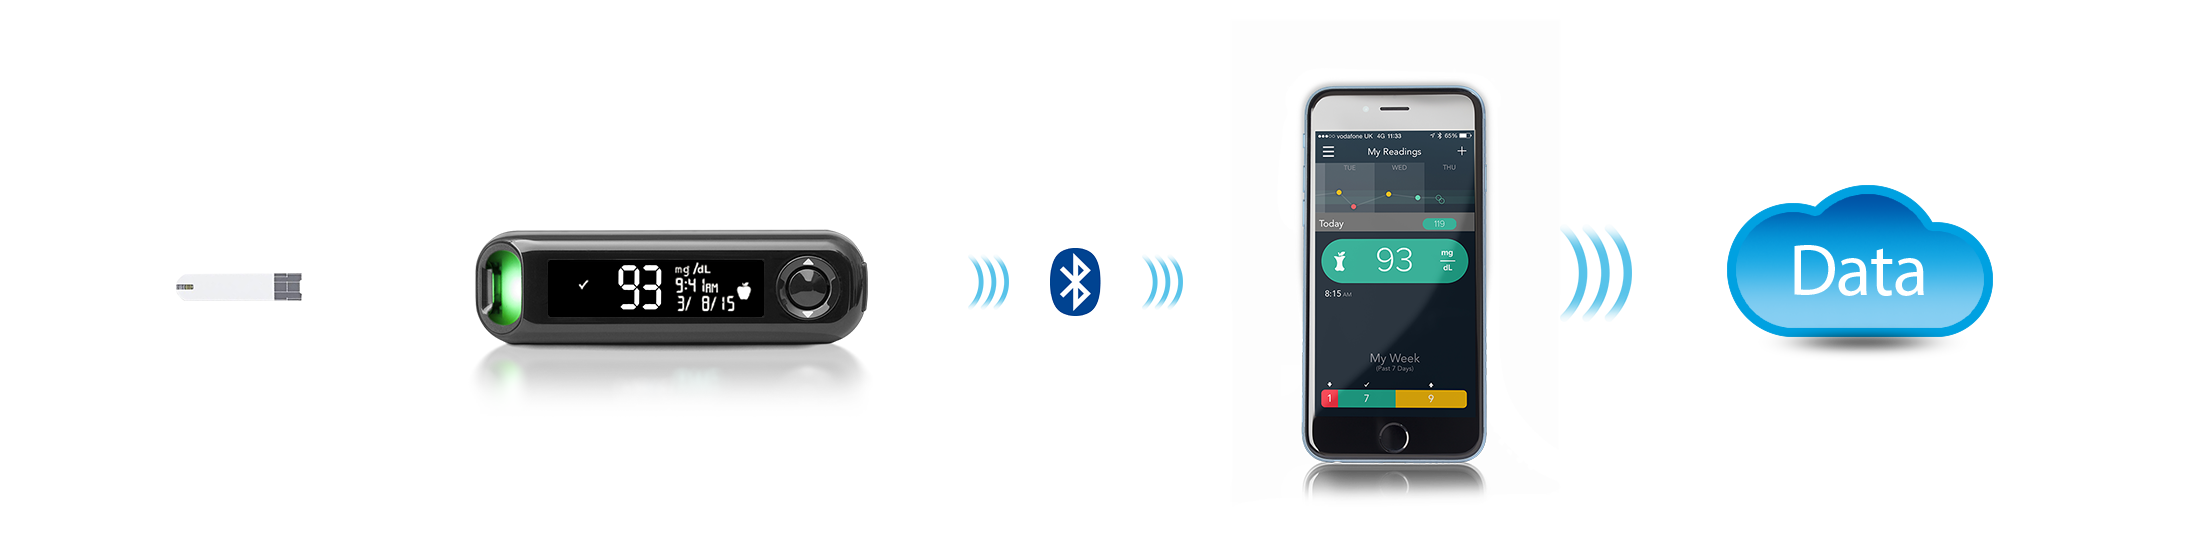 93
mg/dL
9:41AM
3/ 8/15
vodafone UK 4G 11:33 65%
My Readings
TUE WED THU
Today 119
93 mg
dL
8:15 AM
My Week
(Past 7 Days)
1 7 9
Data